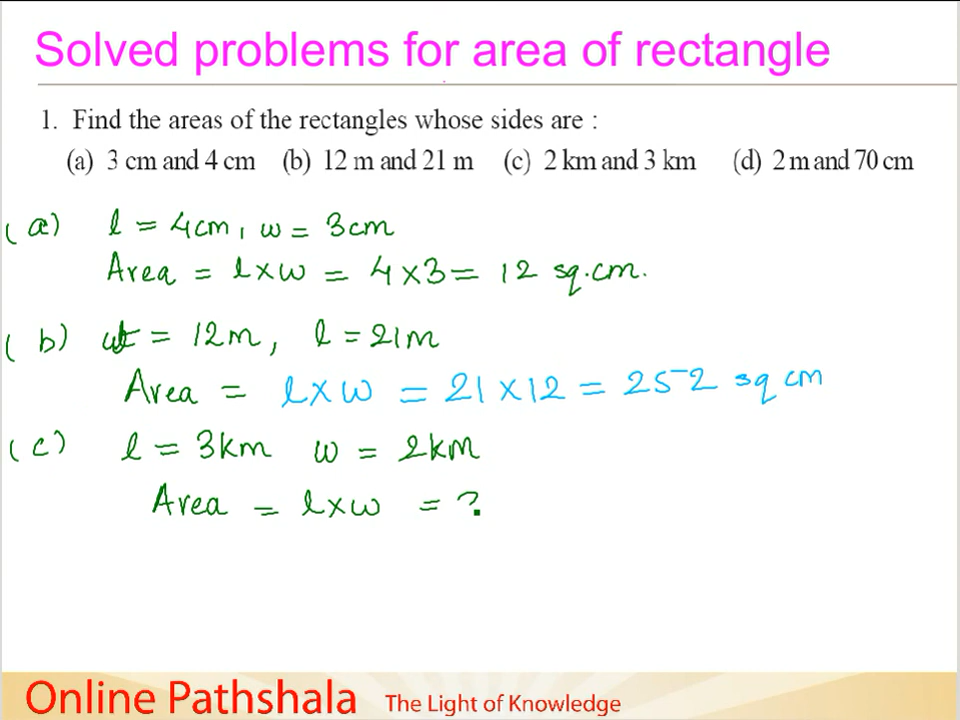 Solved problems for area of rectangle
1. Find the areas of the rectangles whose sides are :
(a) 3 cm and 4 cm (b) 12 m and 21 m (c) 2 km and 3 km (d) 2 m and 70 cm
(a) l = 4cm, w = 3cm
Area = l×w = 4×3 = 12 sq.cm.
(b) w = 12m, l = 21m
Area = l×w = 21×12 = 252 sq cm
(c) l = 3km w = 2km
Area = l×w = ?
Online Pathshala The Light of Knowledge